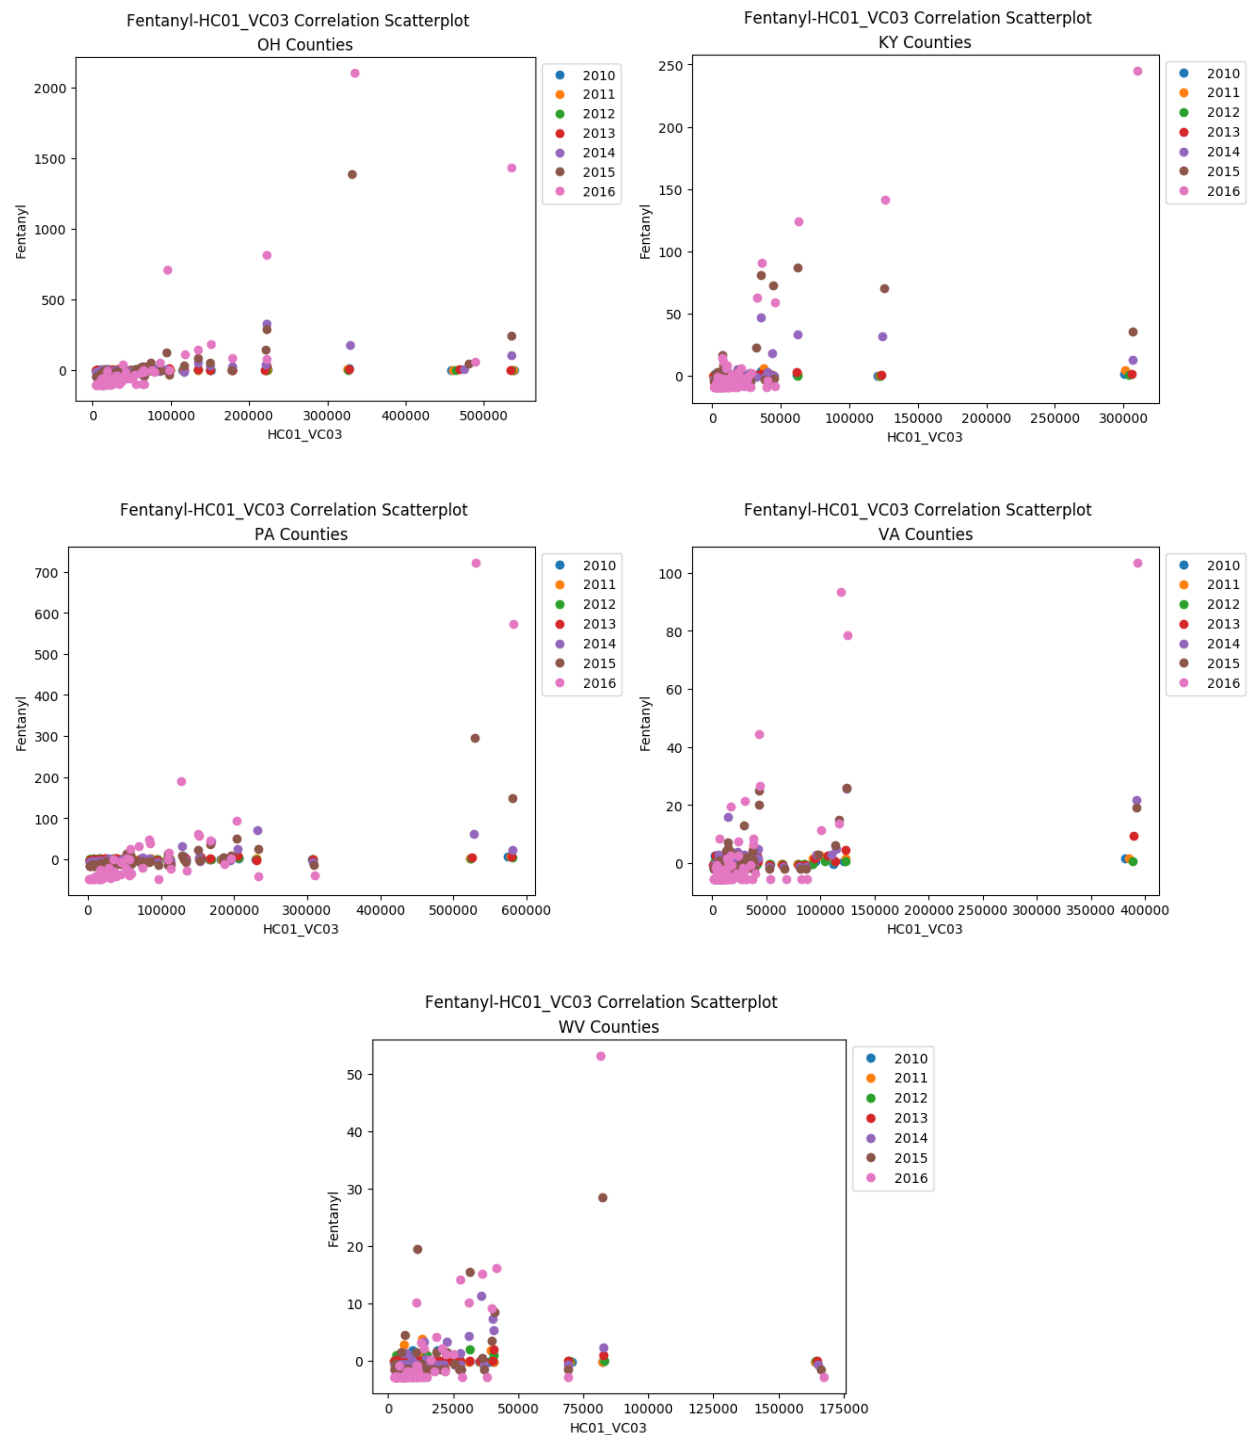 Fentanyl-HC01_VC03 Correlation Scatterplot
OH Counties
2000
1500
1000
500
0
Fentanyl
0 100000 200000 300000 400000 500000
HC01_VC03
2010
2011
2012
2013
2014
2015
2016
Fentanyl-HC01_VC03 Correlation Scatterplot
KY Counties
250
200
150
100
50
0
Fentanyl
0 50000 100000 150000 200000 250000 300000
HC01_VC03
2010
2011
2012
2013
2014
2015
2016
Fentanyl-HC01_VC03 Correlation Scatterplot
PA Counties
700
600
500
400
300
200
100
0
Fentanyl
0 100000 200000 300000 400000 500000 600000
HC01_VC03
2010
2011
2012
2013
2014
2015
2016
Fentanyl-HC01_VC03 Correlation Scatterplot
VA Counties
100
80
60
40
20
0
Fentanyl
0 50000 100000 150000 200000 250000 300000 350000 400000
HC01_VC03
2010
2011
2012
2013
2014
2015
2016
Fentanyl-HC01_VC03 Correlation Scatterplot
WV Counties
50
40
30
20
10
0
Fentanyl
0 25000 50000 75000 100000 125000 150000 175000
HC01_VC03
2010
2011
2012
2013
2014
2015
2016